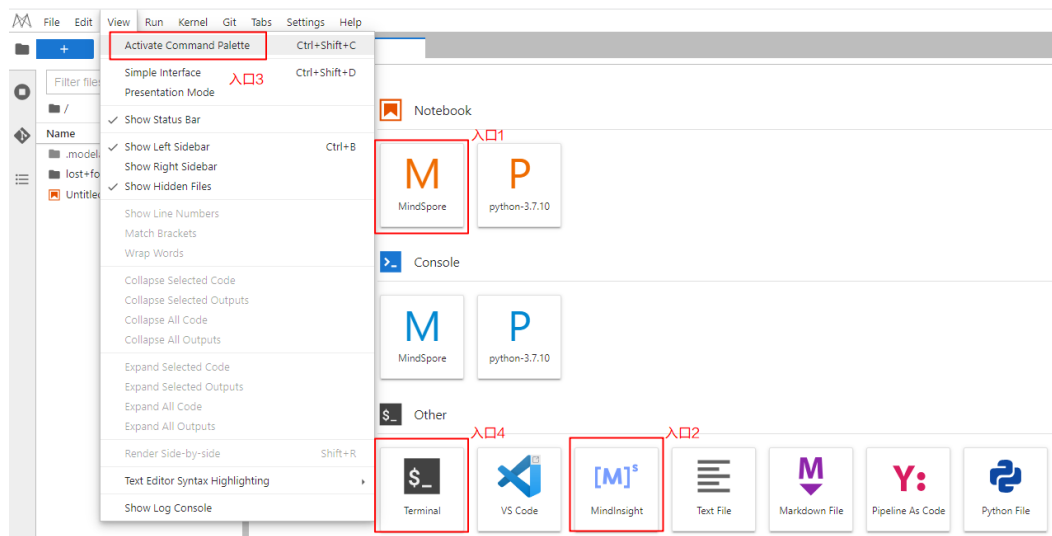 File Edit View Run Kernel Git Tabs Settings Help
Activate Command Palette Ctrl+Shift+C
Simple Interface Ctrl+Shift+D
入口3
Presentation Mode
Show Status Bar
Show Left Sidebar Ctrl+B
Show Right Sidebar
Show Hidden Files
Show Line Numbers
Match Brackets
Wrap Words
Collapse Selected Code
Collapse Selected Outputs
Collapse All Code
Collapse All Outputs
Expand Selected Code
Expand Selected Outputs
Expand All Code
Expand All Outputs
Render Side-by-side Shift+R
Text Editor Syntax Highlighting
Show Log Console
+
Filter file
/
Name
.model
lost+fo
Untitle
Notebook
入口1
M P
MindSpore python-3.7.10
Console
M P
MindSpore python-3.7.10
$_ Other
入口4 入口2
$_ [M]s M Y:
Terminal VS Code MindInsight Text File Markdown File Pipeline As Code Python File